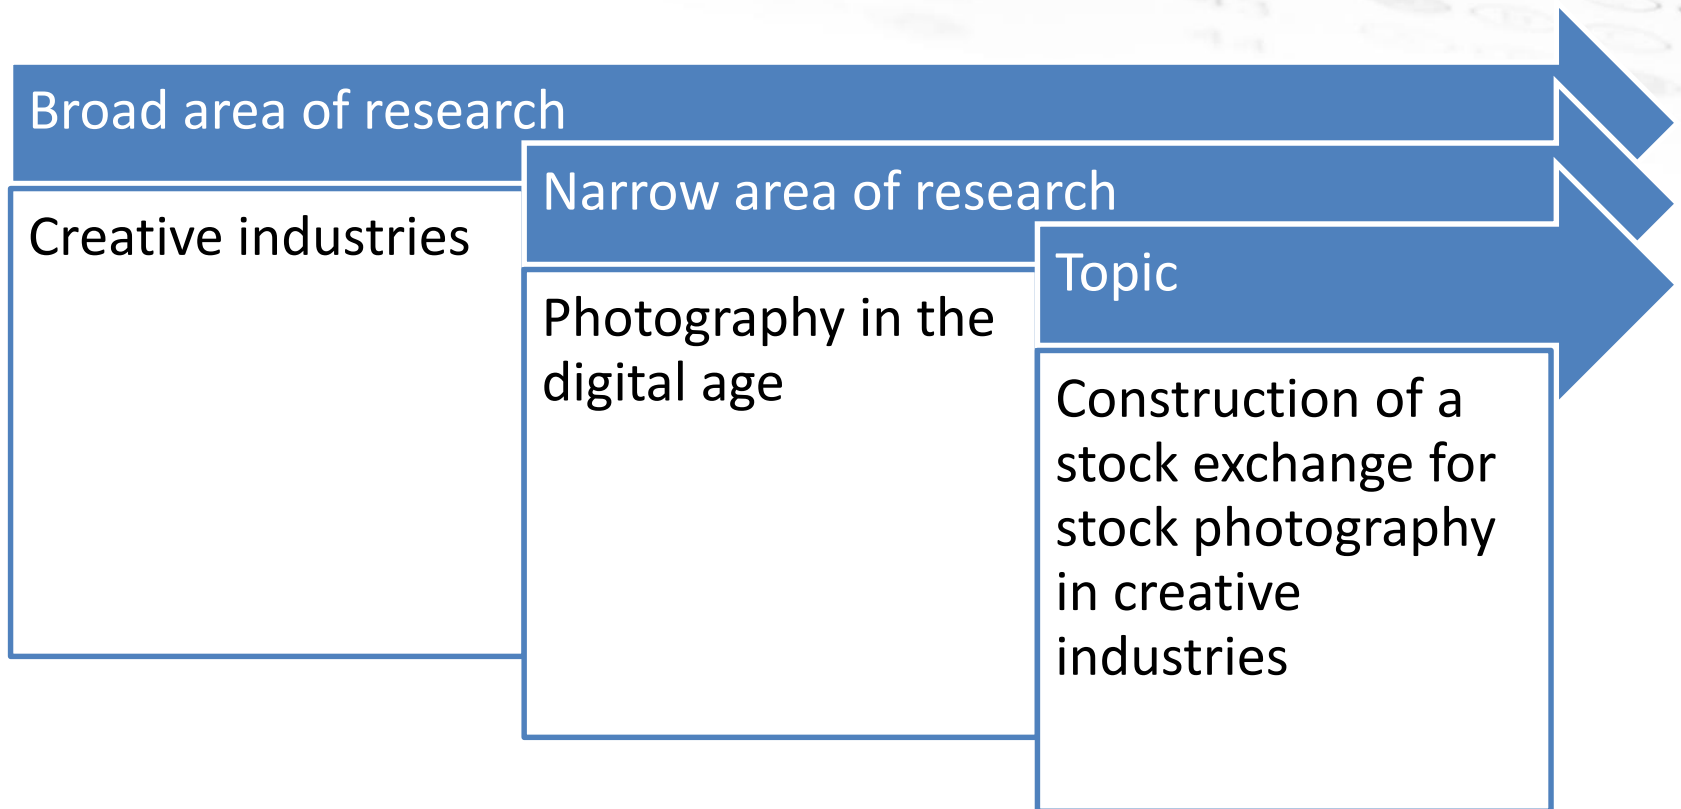 Broad area of research
Creative industries
Narrow area of research
Photography in the
digital age
Topic
Construction of a
stock exchange for
stock photography
in creative
industries